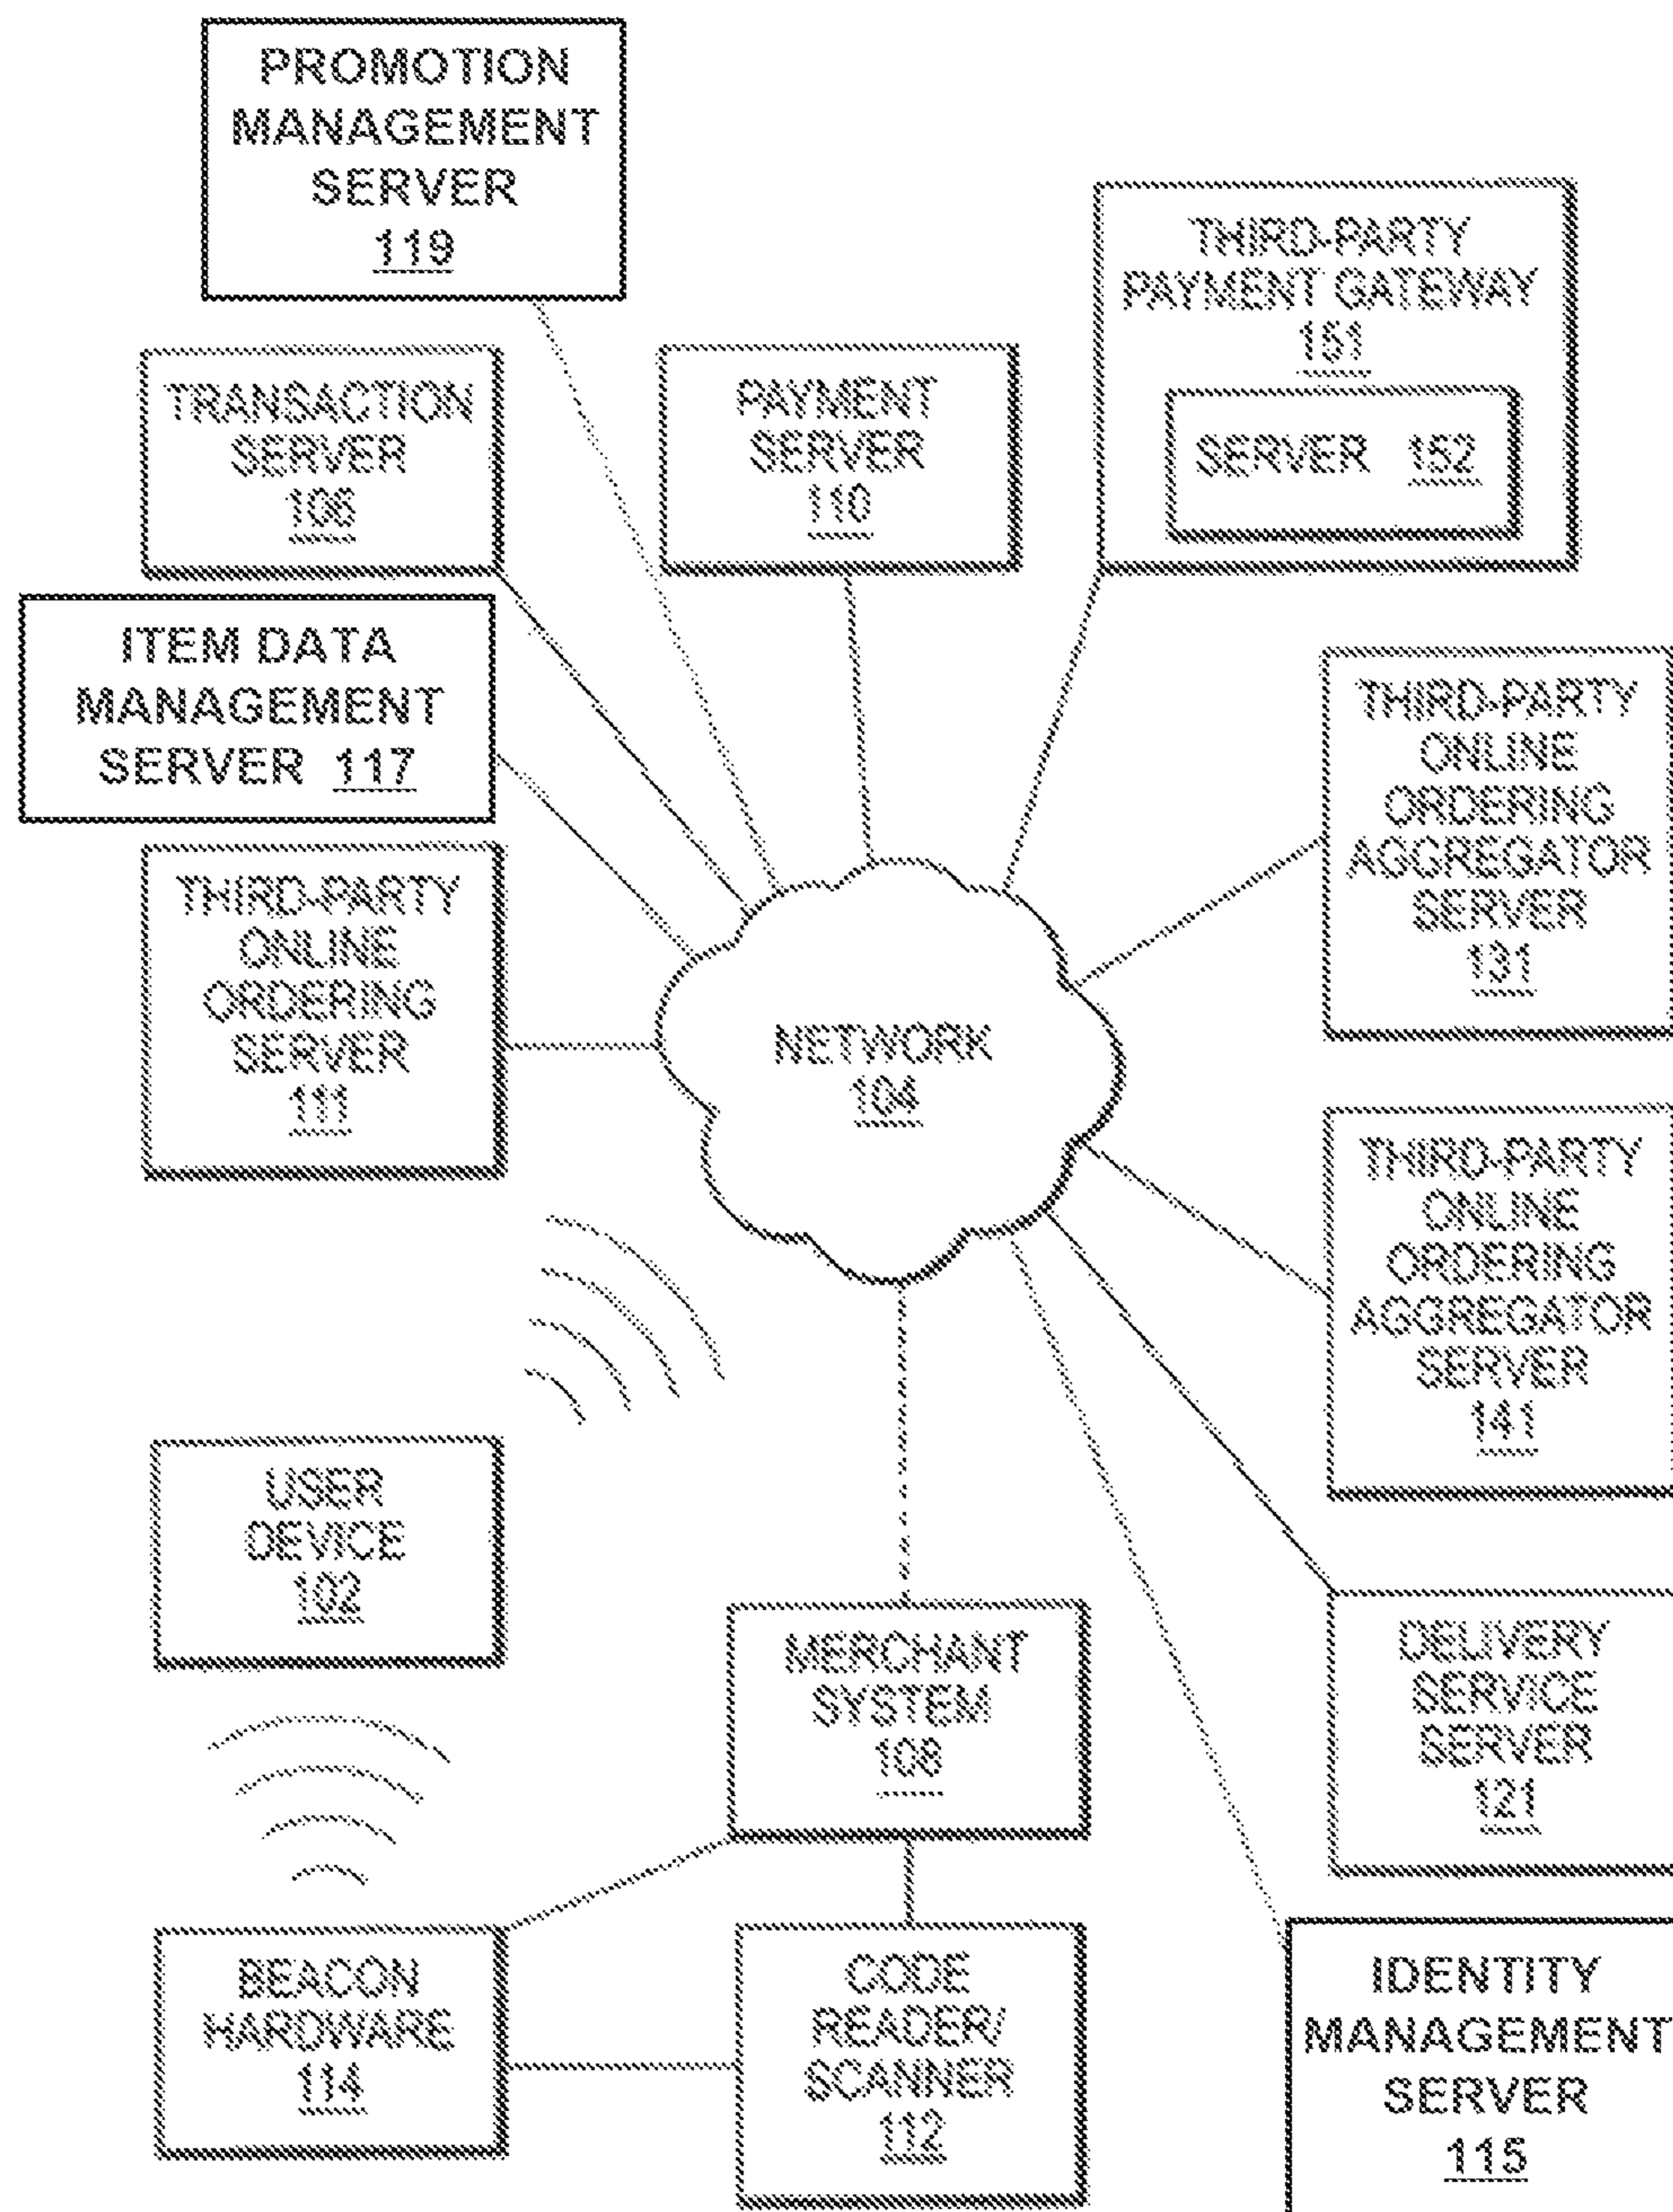 PROMOTION
MANAGEMENT
SERVER
119
THIRD-PARTY
PAYMENT GATEWAY
151
SERVER 152
TRANSACTION
SERVER
106
PAYMENT
SERVER
110
ITEM DATA
MANAGEMENT
SERVER 117
THIRD-PARTY
ONLINE
ORDERING
AGGREGATOR
SERVER
131
THIRD-PARTY
ONLINE
ORDERING
SERVER
111
NETWORK
104
THIRD-PARTY
ONLINE
ORDERING
AGGREGATOR
SERVER
141
USER
DEVICE
102
MERCHANT
SYSTEM
108
DELIVERY
SERVICE
SERVER
121
BEACON
HARDWARE
114
CODE
READER/
SCANNER
112
IDENTITY
MANAGEMENT
SERVER
115